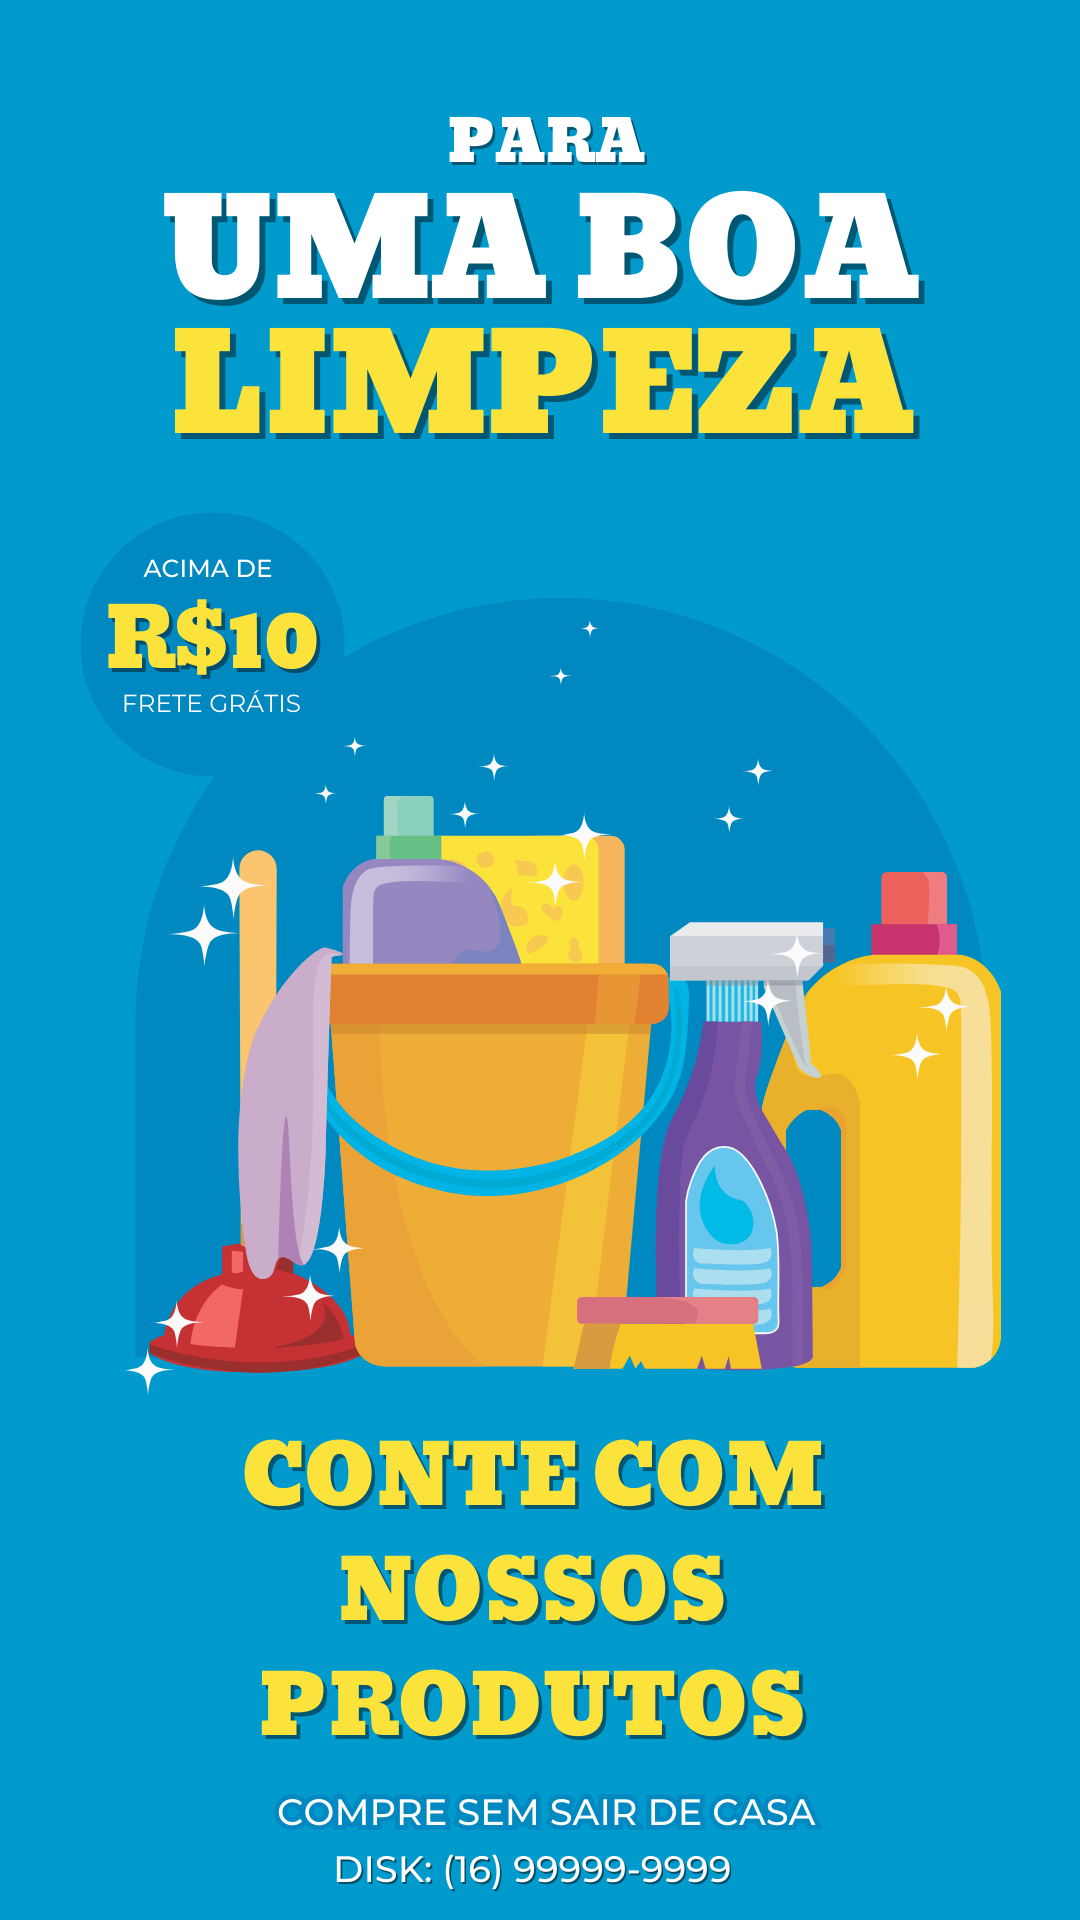 PARA
UMA BOA
LIMPEZA
ACIMA DE
R$10
FRETE GRÁTIS
CONTE COM
NOSSOS
PRODUTOS
COMPRE SEM SAIR DE CASA
DISK: (16) 99999-9999